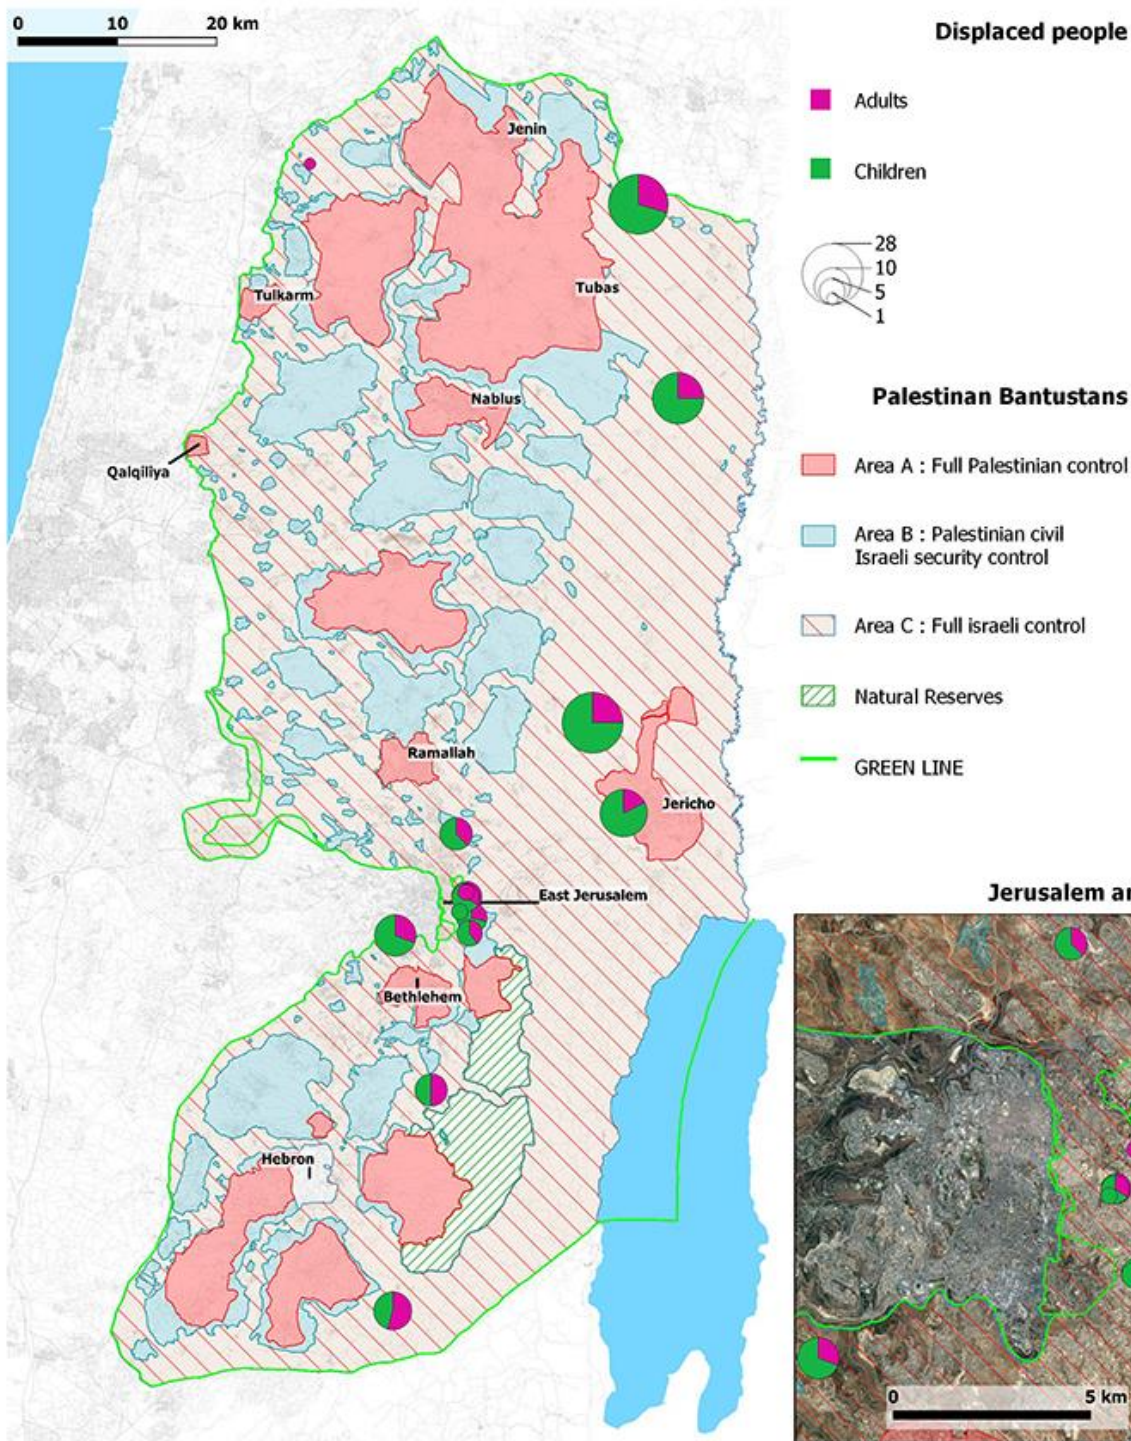 0 10 20 km
Displaced people
Adults
Children
28
10
5
1
Palestinan Bantustans
Area A : Full Palestinian control
Area B : Palestinian civil
Israeli security control
Area C : Full israeli control
Natural Reserves
GREEN LINE
Jenin
Tubas
Tulkarm
Nablus
Qalqiliya
Ramallah
Jericho
East Jerusalem
Bethlehem
Hebron
Jerusalem ar
0 5 km